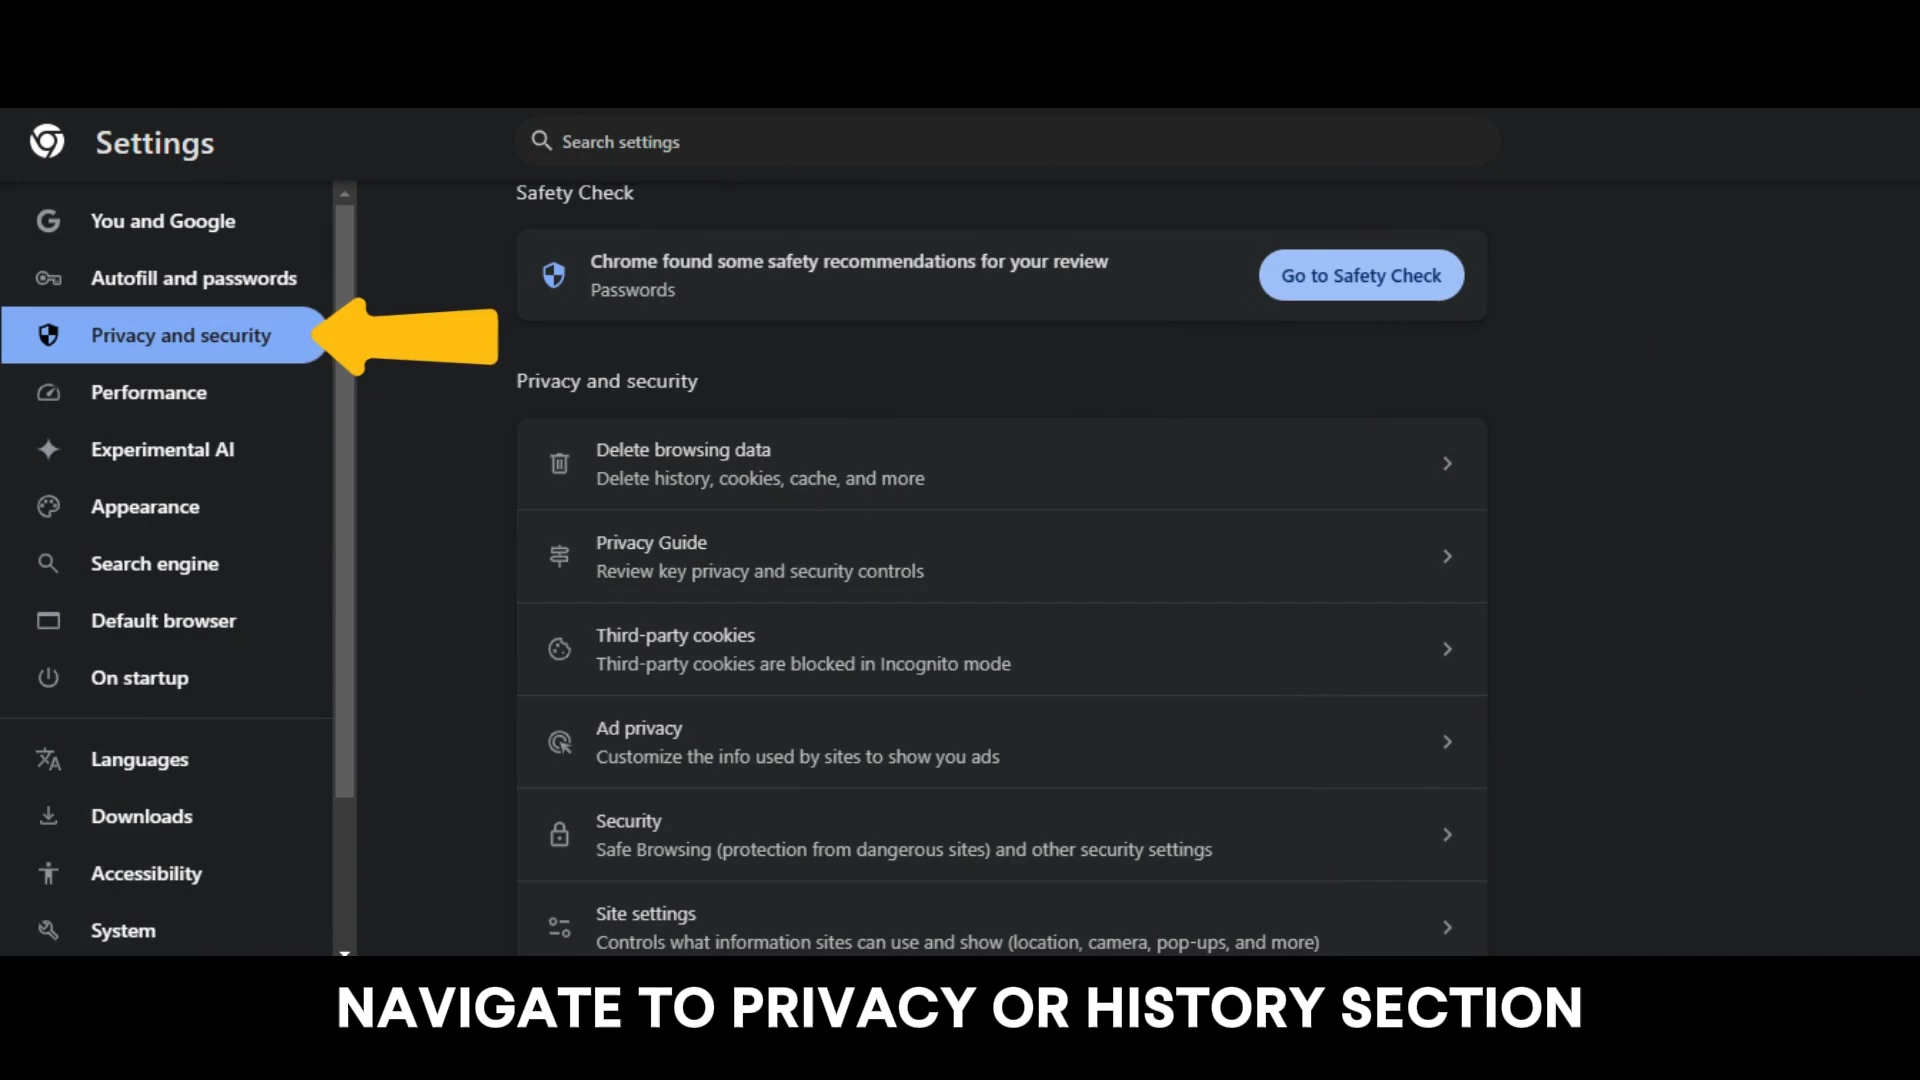 Settings
Search settings
You and Google
Autofill and passwords
Privacy and security
Performance
Experimental AI
Appearance
Search engine
Default browser
On startup
Languages
Downloads
Accessibility
System
Safety Check
Chrome found some safety recommendations for your review
Passwords
Go to Safety Check
Privacy and security
Delete browsing data
Delete history, cookies, cache, and more
Privacy Guide
Review key privacy and security controls
Third-party cookies
Third-party cookies are blocked in Incognito mode
Ad privacy
Customize the info used by sites to show you ads
Security
Safe Browsing (protection from dangerous sites) and other security settings
Site settings
Controls what information sites can use and show (location, camera, pop-ups, and more)
NAVIGATE TO PRIVACY OR HISTORY SECTION